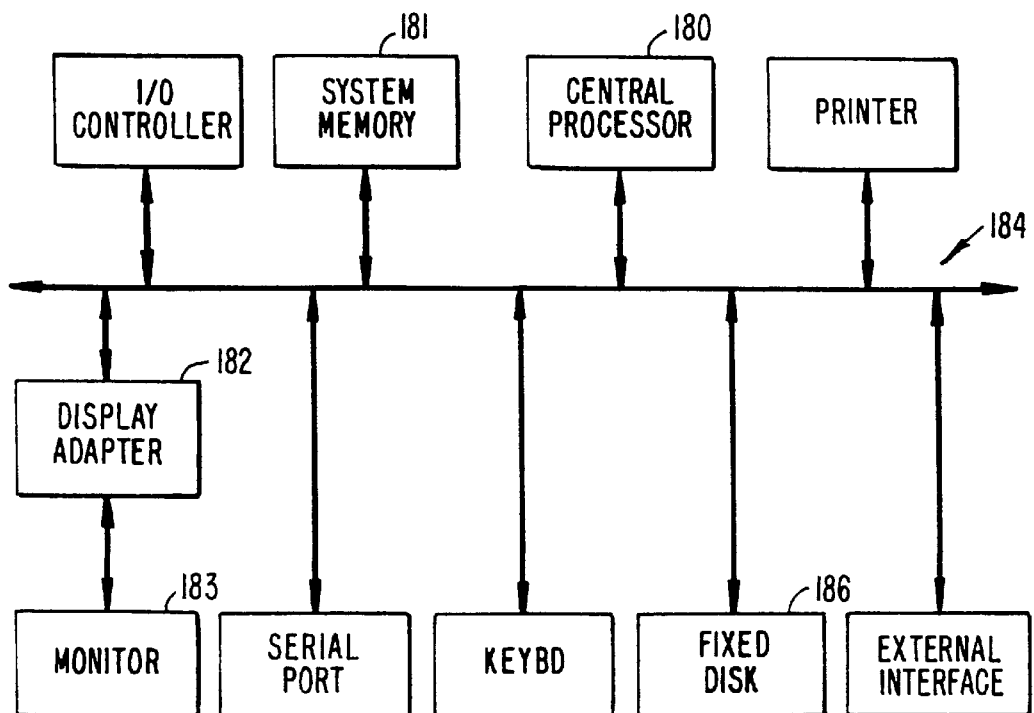 181
180
I/O
CONTROLLER
SYSTEM
MEMORY
CENTRAL
PROCESSOR
PRINTER
184
182
DISPLAY
ADAPTER
183
186
MONITOR
SERIAL
PORT
KEYBD
FIXED
DISK
EXTERNAL
INTERFACE